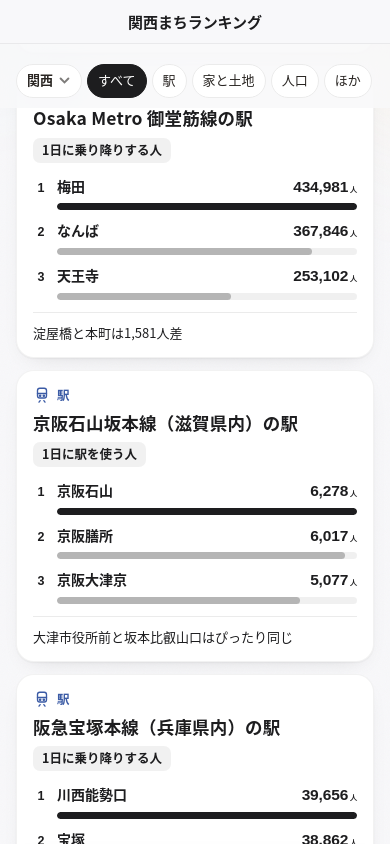 関西まちランキング
関西 すべて 駅 家と土地 人口 ほか
Osaka Metro 御堂筋線の駅
1日に乗り降りする人
1 梅田 434,981人
2 なんば 367,846人
3 天王寺 253,102人
淀屋橋と本町は1,581人差
駅
京阪石山坂本線（滋賀県内）の駅
1日に駅を使う人
1 京阪石山 6,278人
2 京阪膳所 6,017人
3 京阪大津京 5,077人
大津市役所前と坂本比叡山口はぴったり同じ
駅
阪急宝塚本線（兵庫県内）の駅
1日に乗り降りする人
1 川西能勢口 39,656人
2 宝塚 38,862人